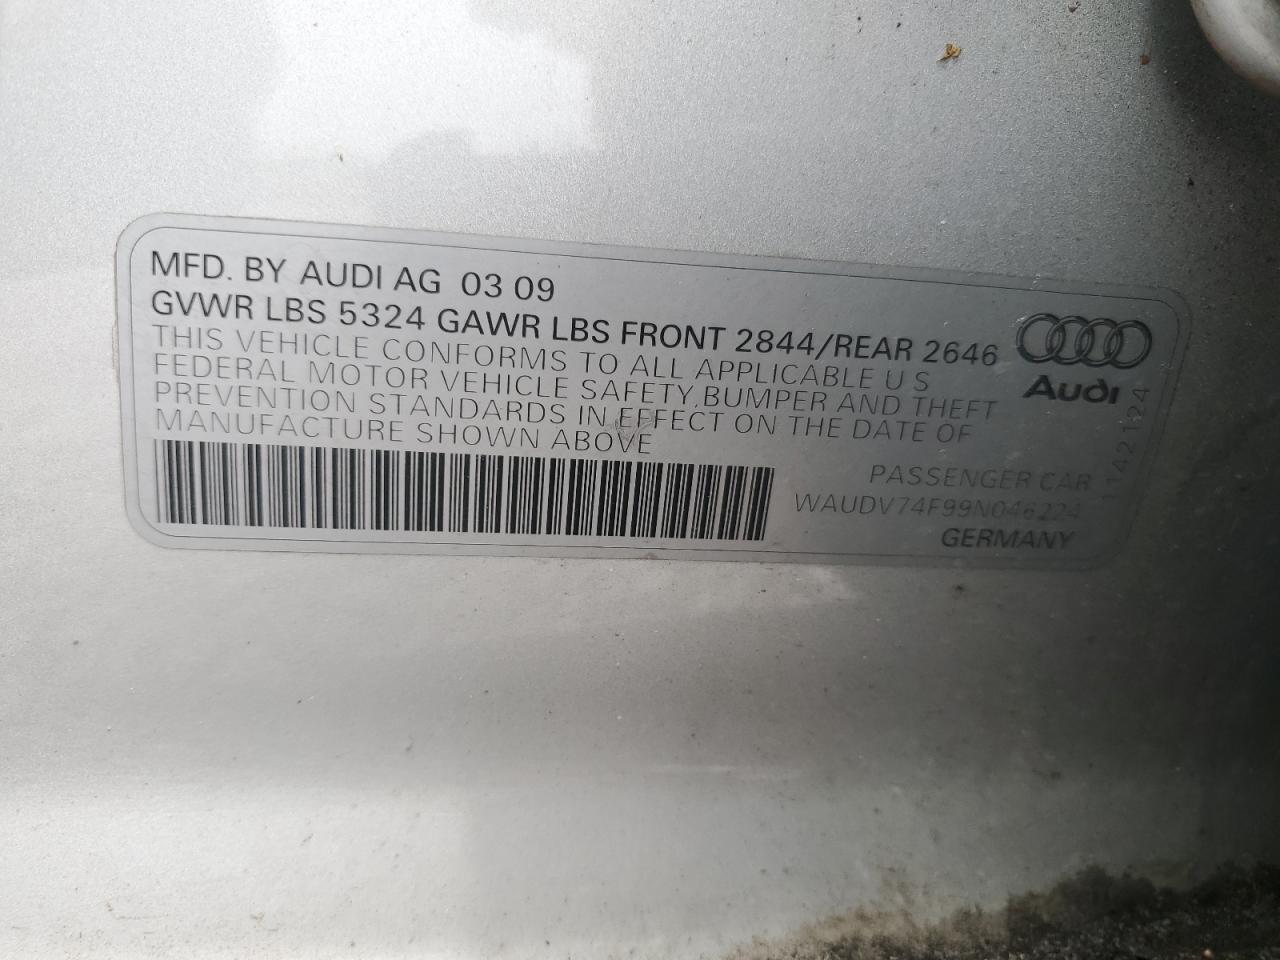 MFD. BY AUDI AG 03 09
GVWR LBS 5324 GAWR LBS FRONT 2844/REAR 2646
THIS VEHICLE CONFORMS TO ALL APPLICABLE U S
FEDERAL MOTOR VEHICLE SAFETY,BUMPER AND THEFT
PREVENTION STANDARDS IN EFFECT ON THE DATE OF
MANUFACTURE SHOWN ABOVE
Audi
PASSENGER CAR
WAUDV74F99N046224
GERMANY
1142124